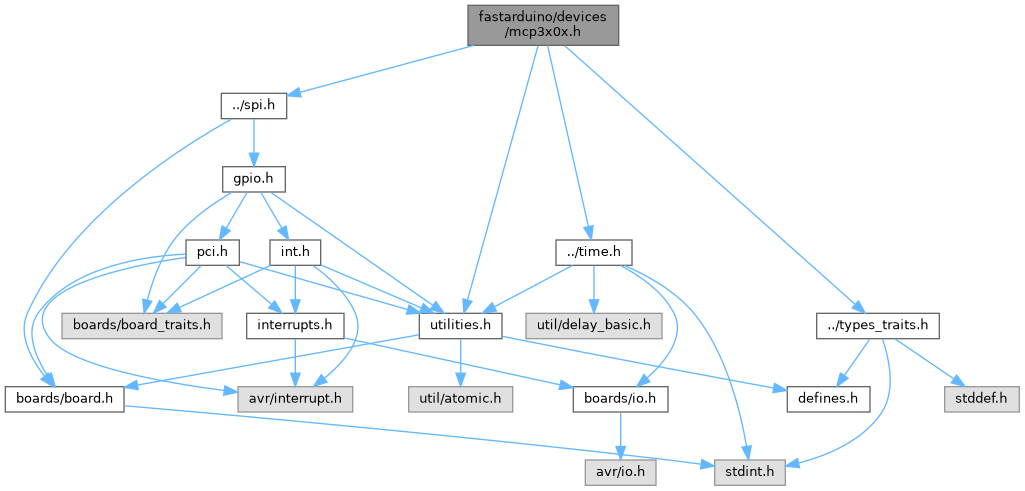 fastarduino/devices
/mcp3x0x.h
../spi.h
gpio.h
pci.h
int.h
../time.h
boards/board_traits.h
interrupts.h
utilities.h
util/delay_basic.h
../types_traits.h
boards/board.h
avr/interrupt.h
util/atomic.h
boards/io.h
defines.h
stddef.h
avr/io.h
stdint.h